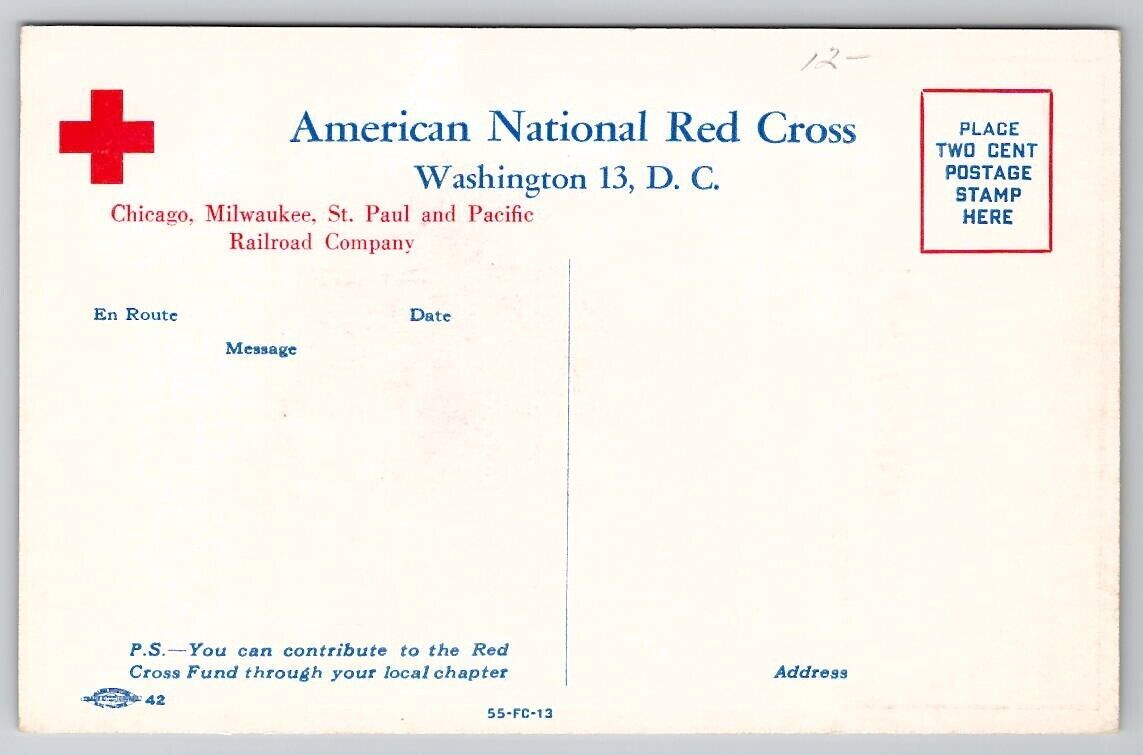 12-
American National Red Cross
Washington 13, D. C.
Chicago, Milwaukee, St. Paul and Pacific
Railroad Company
PLACE
TWO CENT
POSTAGE
STAMP
HERE
En Route
Date
Message
P.S.—You can contribute to the Red
Cross Fund through your local chapter
Address
42
55-FC-13